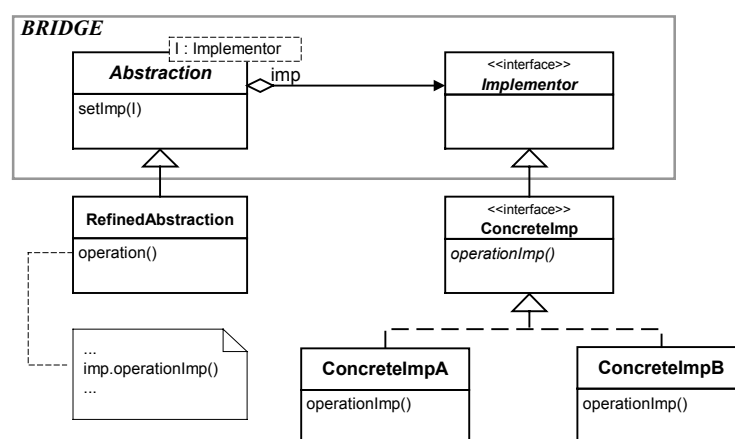 BRIDGE
I : Implementor
Abstraction
setImp(I)
imp
<<interface>>
Implementor
RefinedAbstraction
operation()
<<interface>>
ConcreteImp
operationImp()
...
imp.operationImp()
...
ConcreteImpA
operationImp()
ConcreteImpB
operationImp()